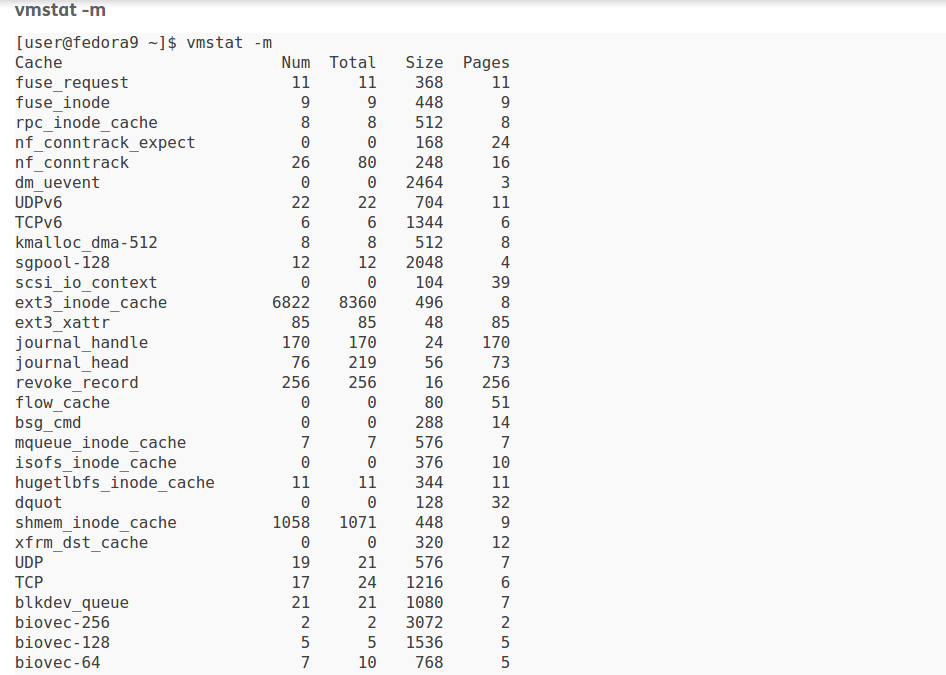 vmstat -m
[user@fedora9 ~]$ vmstat -m
Cache Num Total Size Pages
fuse_request 11 11 368 11
fuse_inode 9 9 448 9
rpc_inode_cache 8 8 512 8
nf_conntrack_expect 0 0 168 24
nf_conntrack 26 80 248 16
dm_uevent 0 0 2464 3
UDPv6 22 22 704 11
TCPv6 6 6 1344 6
kmalloc_dma-512 8 8 512 8
sgpool-128 12 12 2048 4
scsi_io_context 0 0 104 39
ext3_inode_cache 6822 8360 496 8
ext3_xattr 85 85 48 85
journal_handle 170 170 24 170
journal_head 76 219 56 73
revoke_record 256 256 16 256
flow_cache 0 0 80 51
bsg_cmd 0 0 288 14
mqueue_inode_cache 7 7 576 7
isofs_inode_cache 0 0 376 10
hugetlbfs_inode_cache 11 11 344 11
dquot 0 0 128 32
shmem_inode_cache 1058 1071 448 9
xfrm_dst_cache 0 0 320 12
UDP 19 21 576 7
TCP 17 24 1216 6
blkdev_queue 21 21 1080 7
biovec-256 2 2 3072 2
biovec-128 5 5 1536 5
biovec-64 7 10 768 5